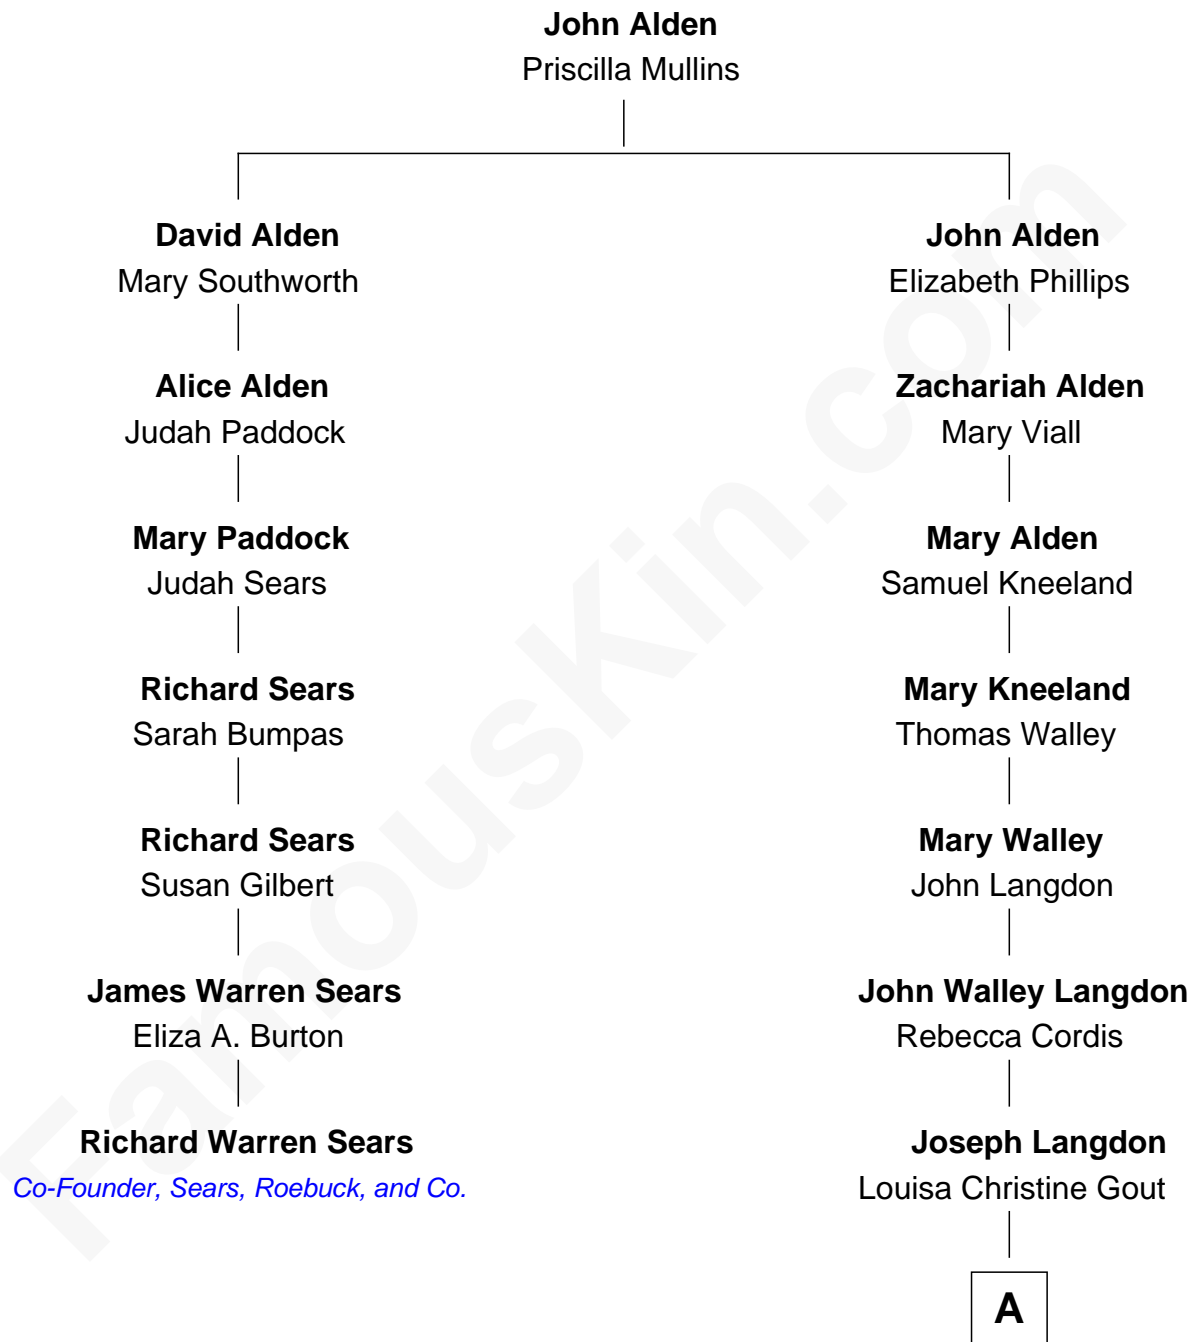 John Alden
Priscilla Mullins
David Alden
Mary Southworth
Alice Alden
Judah Paddock
Mary Paddock
Judah Sears
Richard Sears
Sarah Bumpas
Richard Sears
Susan Gilbert
James Warren Sears
Eliza A. Burton
Richard Warren Sears
Co-Founder, Sears, Roebuck, and Co.
John Alden
Elizabeth Phillips
Zachariah Alden
Mary Viall
Mary Alden
Samuel Kneeland
Mary Kneeland
Thomas Walley
Mary Walley
John Langdon
John Walley Langdon
Rebecca Cordis
Joseph Langdon
Louisa Christine Gout
A
FamousKin.com